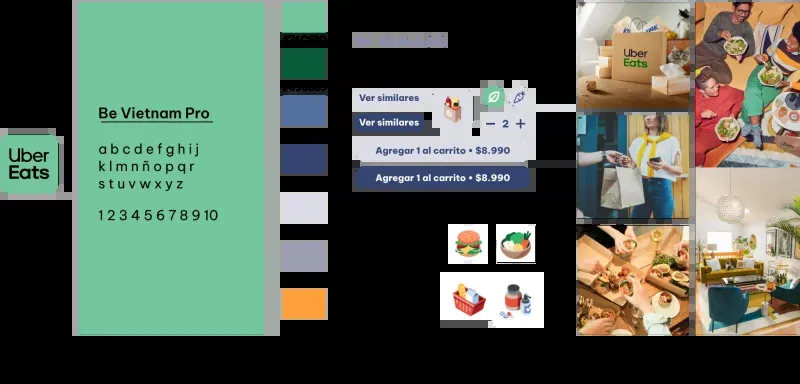 Uber
Eats
Be Vietnam Pro
a b c d e f g h i j
k l m n ñ o p q r
s t u v w x y z
1 2 3 4 5 6 7 8 9 10
Ver similares
Ver similares
2
Agregar 1 al carrito • $8.990
Agregar 1 al carrito • $8.990
Uber
Eats